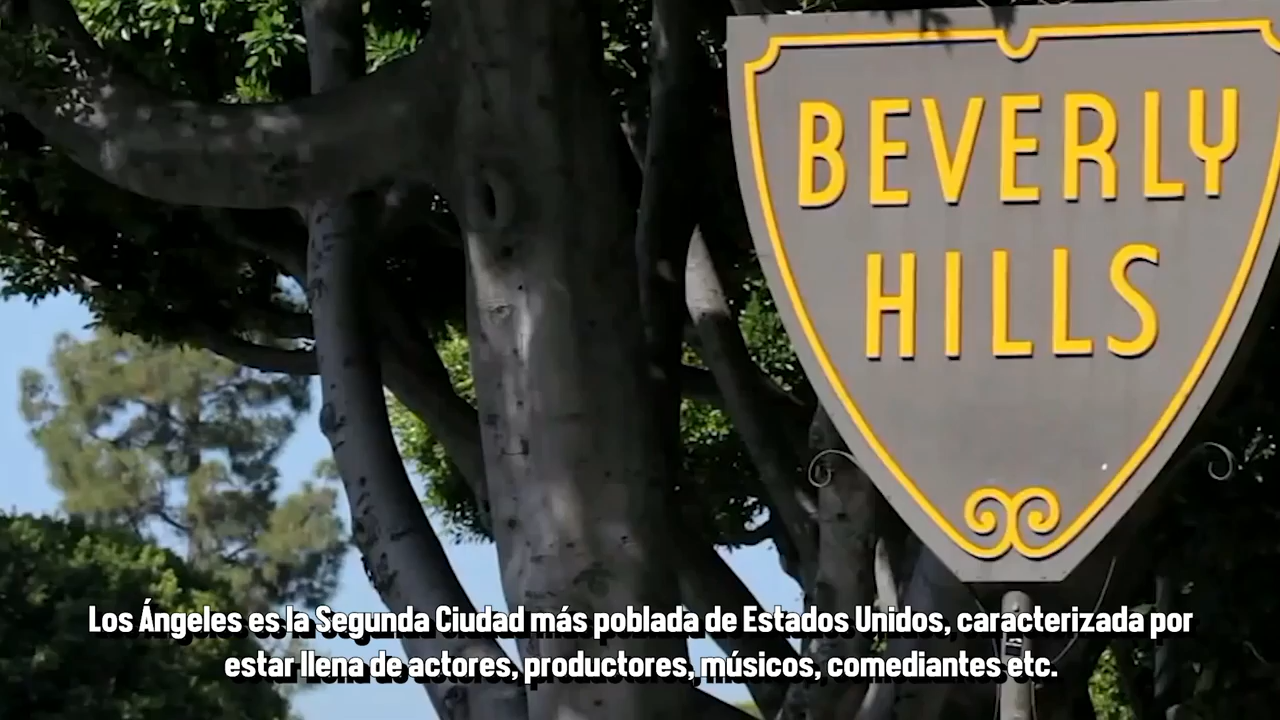 BEVERLY
HILLS
Los Ángeles es la Segunda Ciudad más poblada de Estados Unidos, caracterizada por
estar llena de actores, productores, músicos, comediantes etc.